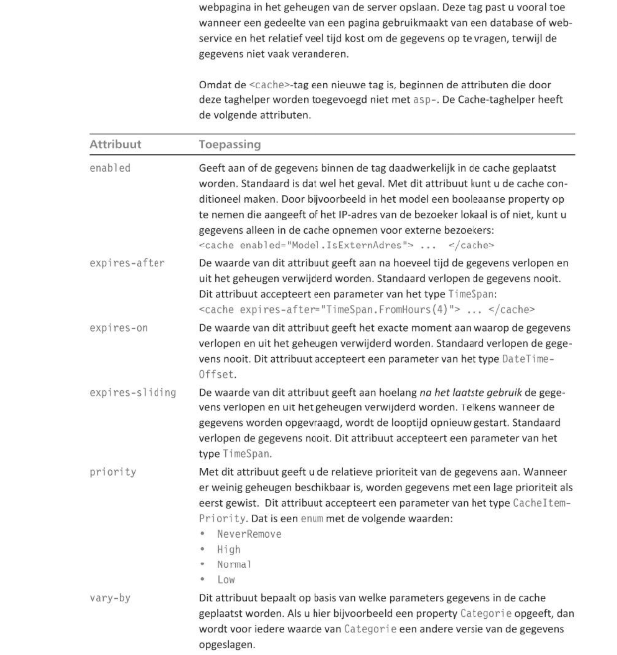 webpagina in het geheugen van de server opslaan. Deze tag past u vooral toe
wanneer een gedeelte van een pagina gebruikmaakt van een database of web-
service en het relatief veel tijd kost om de gegevens op te vragen, terwijl de
gegevens niet vaak veranderen.
Omdat de <cache>-tag een nieuwe tag is, beginnen de attributen die door
deze taghelper worden toegevoegd niet met asp-. De Cache-taghelper heeft
de volgende attributen.
Attribuut Toepassing
enabled Geeft aan of de gegevens binnen de tag daadwerkelijk in de cache geplaatst
worden. Standaard is dat wel het geval. Met dit attribuut kunt u de cache con-
ditioneel maken. Door bijvoorbeeld in het model een booleaanse property op
te nemen die aangeeft of het IP-adres van de bezoeker lokaal is of niet, kunt u
gegevens alleen in de cache opnemen voor externe bezoekers:
<cache enabled="Model.IsExternAdres"> ... </cache>
expires-after De waarde van dit attribuut geeft aan na hoeveel tijd de gegevens verlopen en
uit het geheugen verwijderd worden. Standaard verlopen de gegevens nooit.
Dit attribuut accepteert een parameter van het type TimeSpan:
<cache expires-after="TimeSpan.FromHours(4)"> ... </cache>
expires-on De waarde van dit attribuut geeft het exacte moment aan waarop de gegevens
verlopen en uit het geheugen verwijderd worden. Standaard verlopen de gege-
vens nooit. Dit attribuut accepteert een parameter van het type DateTime-
Offset.
expires-sliding De waarde van dit attribuut geeft aan hoelang na het laatste gebruik de gege-
vens verlopen en uit het geheugen verwijderd worden. Telkens wanneer de
gegevens worden opgevraagd, wordt de looptijd opnieuw gestart. Standaard
verlopen de gegevens nooit. Dit attribuut accepteert een parameter van het
type TimeSpan.
priority Met dit attribuut geeft u de relatieve prioriteit van de gegevens aan. Wanneer
er weinig geheugen beschikbaar is, worden gegevens met een lage prioriteit als
eerst gewist. Dit attribuut accepteert een parameter van het type CacheItem-
Priority. Dat is een enum met de volgende waarden:
• NeverRemove
• High
• Normal
• Low
vary-by Dit attribuut bepaalt op basis van welke parameters gegevens in de cache
geplaatst worden. Als u hier bijvoorbeeld een property Categorie opgeeft, dan
wordt voor iedere waarde van Categorie een andere versie van de gegevens
opgeslagen.